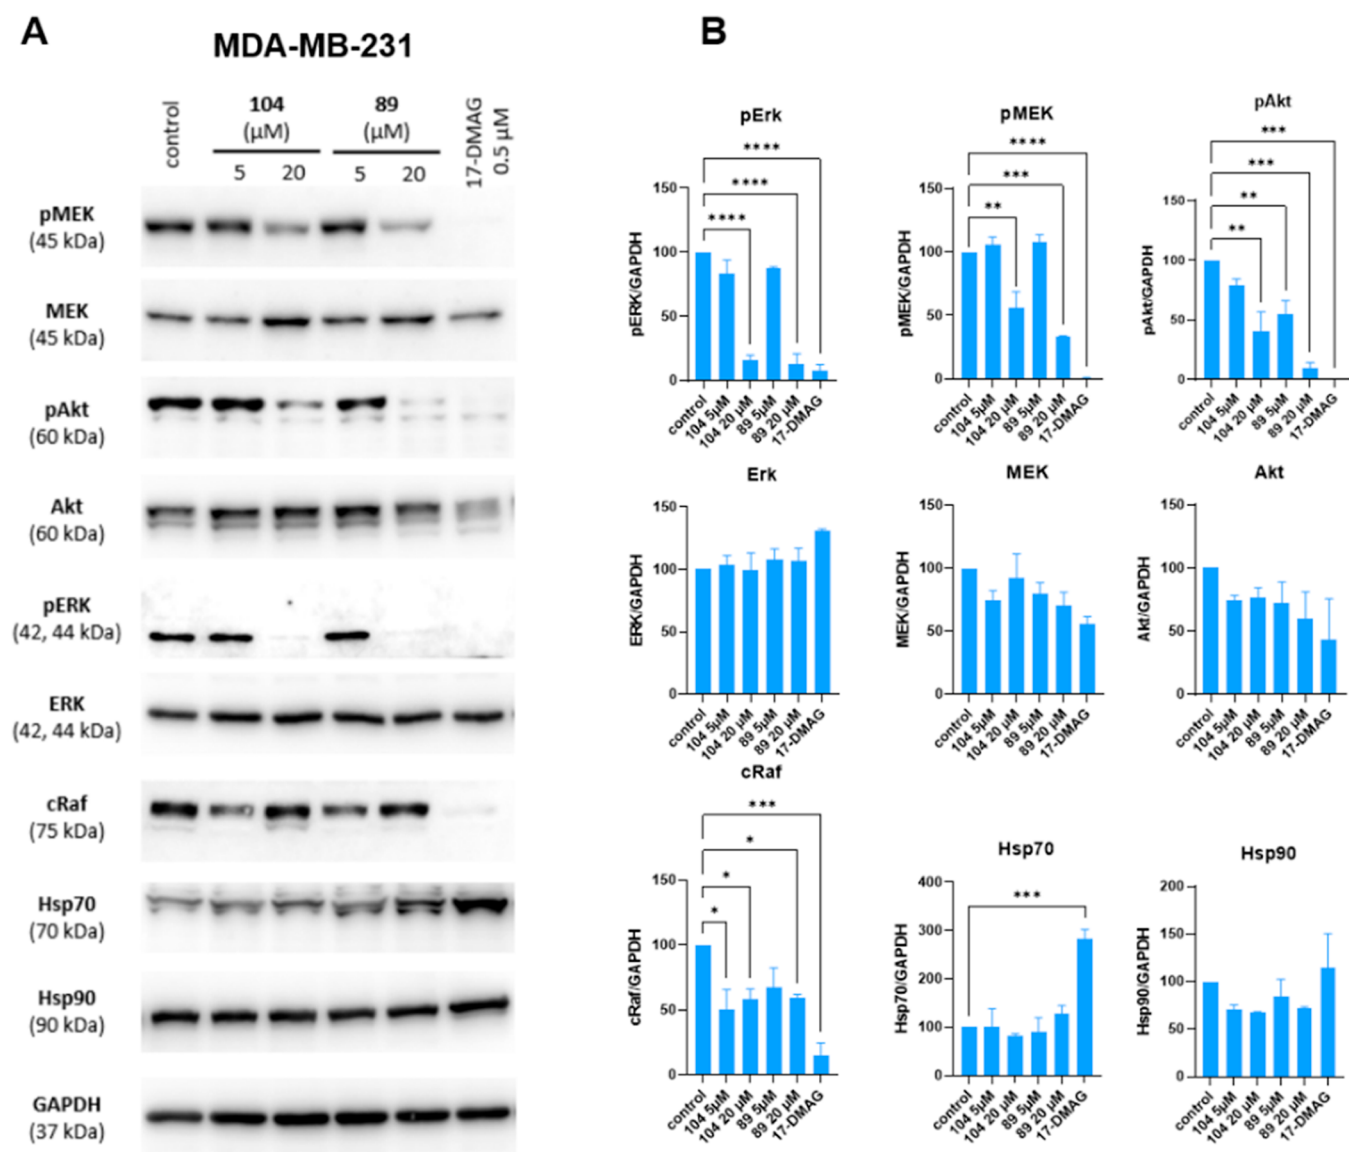 A
MDA-MB-231
control
104
(µM)
89
(µM)
17-DMAG
0.5 µM
5
20
5
20
pMEK
(45 kDa)
MEK
(45 kDa)
pAkt
(60 kDa)
Akt
(60 kDa)
pERK
(42, 44 kDa)
ERK
(42, 44 kDa)
cRaf
(75 kDa)
Hsp70
(70 kDa)
Hsp90
(90 kDa)
GAPDH
(37 kDa)
B
pErk
****
****
****
150
100
50
0
pERK/GAPDH
control
104 5µM
104 20 µM
89 5µM
89 20 µM
17-DMAG
pMEK
****
***
**
150
100
50
0
pMEK/GAPDH
control
104 5µM
104 20 µM
89 5µM
89 20 µM
17-DMAG
pAkt
***
***
**
**
150
100
50
0
pAkt/GAPDH
control
104 5µM
104 20 µM
89 5µM
89 20 µM
17-DMAG
Erk
150
100
50
0
ERK/GAPDH
control
104 5µM
104 20 µM
89 5µM
89 20 µM
17-DMAG
MEK
150
100
50
0
MEK/GAPDH
control
104 5µM
104 20 µM
89 5µM
89 20 µM
17-DMAG
Akt
150
100
50
0
Akt/GAPDH
control
104 5µM
104 20 µM
89 5µM
89 20 µM
17-DMAG
cRaf
***
*
*
*
150
100
50
0
cRaf/GAPDH
control
104 5µM
104 20 µM
89 5µM
89 20 µM
17-DMAG
Hsp70
***
400
300
200
100
0
Hsp70/GAPDH
control
104 5µM
104 20 µM
89 5µM
89 20 µM
17-DMAG
Hsp90
200
150
100
50
0
Hsp90/GAPDH
control
104 5µM
104 20 µM
89 5µM
89 20 µM
17-DMAG